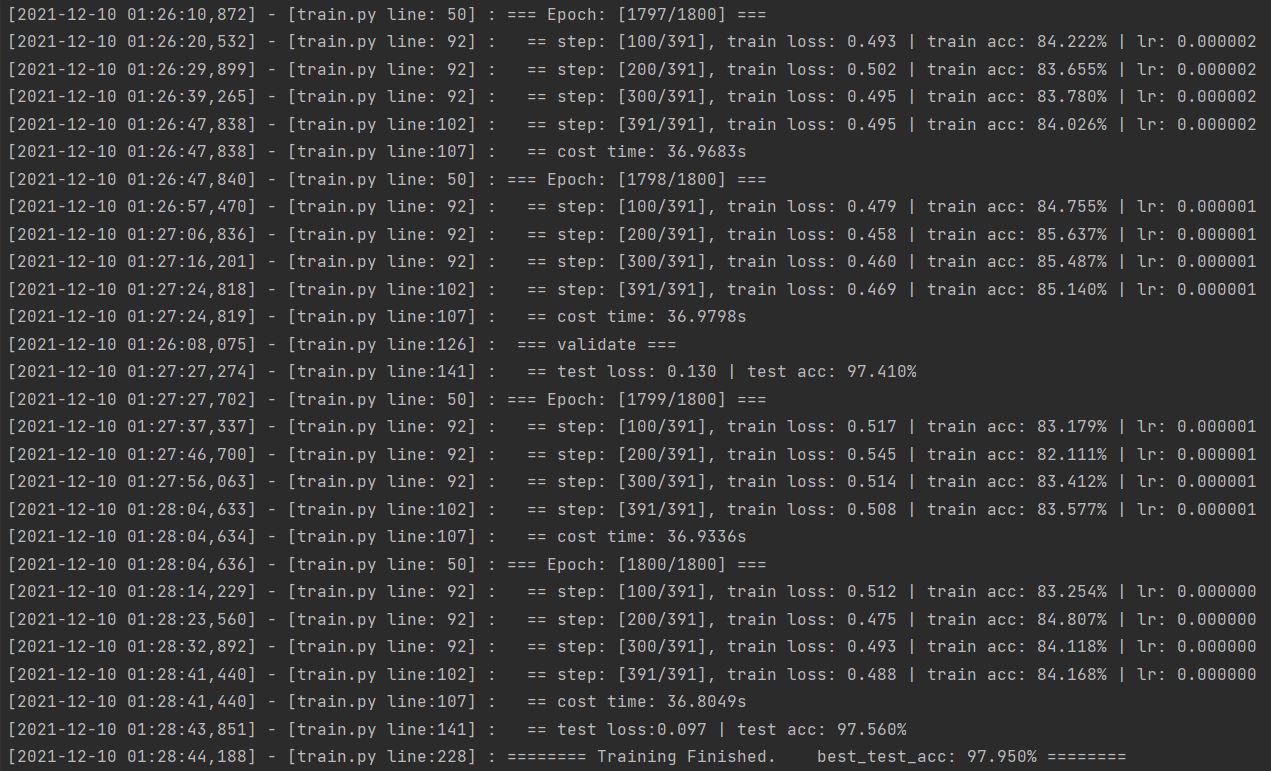 [2021-12-10 01:26:10,872] - [train.py line: 50] : === Epoch: [1797/1800] ===
[2021-12-10 01:26:20,532] - [train.py line: 92] :   == step: [100/391], train loss: 0.493 | train acc: 84.222% | lr: 0.000002
[2021-12-10 01:26:29,899] - [train.py line: 92] :   == step: [200/391], train loss: 0.502 | train acc: 83.655% | lr: 0.000002
[2021-12-10 01:26:39,265] - [train.py line: 92] :   == step: [300/391], train loss: 0.495 | train acc: 83.780% | lr: 0.000002
[2021-12-10 01:26:47,838] - [train.py line:102] :   == step: [391/391], train loss: 0.495 | train acc: 84.026% | lr: 0.000002
[2021-12-10 01:26:47,838] - [train.py line:107] :   == cost time: 36.9683s
[2021-12-10 01:26:47,840] - [train.py line: 50] : === Epoch: [1798/1800] ===
[2021-12-10 01:26:57,470] - [train.py line: 92] :   == step: [100/391], train loss: 0.479 | train acc: 84.755% | lr: 0.000001
[2021-12-10 01:27:06,836] - [train.py line: 92] :   == step: [200/391], train loss: 0.458 | train acc: 85.637% | lr: 0.000001
[2021-12-10 01:27:16,201] - [train.py line: 92] :   == step: [300/391], train loss: 0.460 | train acc: 85.487% | lr: 0.000001
[2021-12-10 01:27:24,818] - [train.py line:102] :   == step: [391/391], train loss: 0.469 | train acc: 85.140% | lr: 0.000001
[2021-12-10 01:27:24,819] - [train.py line:107] :   == cost time: 36.9798s
[2021-12-10 01:26:08,075] - [train.py line:126] :  === validate ===
[2021-12-10 01:27:27,274] - [train.py line:141] :   == test loss: 0.130 | test acc: 97.410%
[2021-12-10 01:27:27,702] - [train.py line: 50] : === Epoch: [1799/1800] ===
[2021-12-10 01:27:37,337] - [train.py line: 92] :   == step: [100/391], train loss: 0.517 | train acc: 83.179% | lr: 0.000001
[2021-12-10 01:27:46,700] - [train.py line: 92] :   == step: [200/391], train loss: 0.545 | train acc: 82.111% | lr: 0.000001
[2021-12-10 01:27:56,063] - [train.py line: 92] :   == step: [300/391], train loss: 0.514 | train acc: 83.412% | lr: 0.000001
[2021-12-10 01:28:04,633] - [train.py line:102] :   == step: [391/391], train loss: 0.508 | train acc: 83.577% | lr: 0.000001
[2021-12-10 01:28:04,634] - [train.py line:107] :   == cost time: 36.9336s
[2021-12-10 01:28:04,636] - [train.py line: 50] : === Epoch: [1800/1800] ===
[2021-12-10 01:28:14,229] - [train.py line: 92] :   == step: [100/391], train loss: 0.512 | train acc: 83.254% | lr: 0.000000
[2021-12-10 01:28:23,560] - [train.py line: 92] :   == step: [200/391], train loss: 0.475 | train acc: 84.807% | lr: 0.000000
[2021-12-10 01:28:32,892] - [train.py line: 92] :   == step: [300/391], train loss: 0.493 | train acc: 84.118% | lr: 0.000000
[2021-12-10 01:28:41,440] - [train.py line:102] :   == step: [391/391], train loss: 0.488 | train acc: 84.168% | lr: 0.000000
[2021-12-10 01:28:41,440] - [train.py line:107] :   == cost time: 36.8049s
[2021-12-10 01:28:43,851] - [train.py line:141] :   == test loss:0.097 | test acc: 97.560%
[2021-12-10 01:28:44,188] - [train.py line:228] : ======== Training Finished.    best_test_acc: 97.950% ========